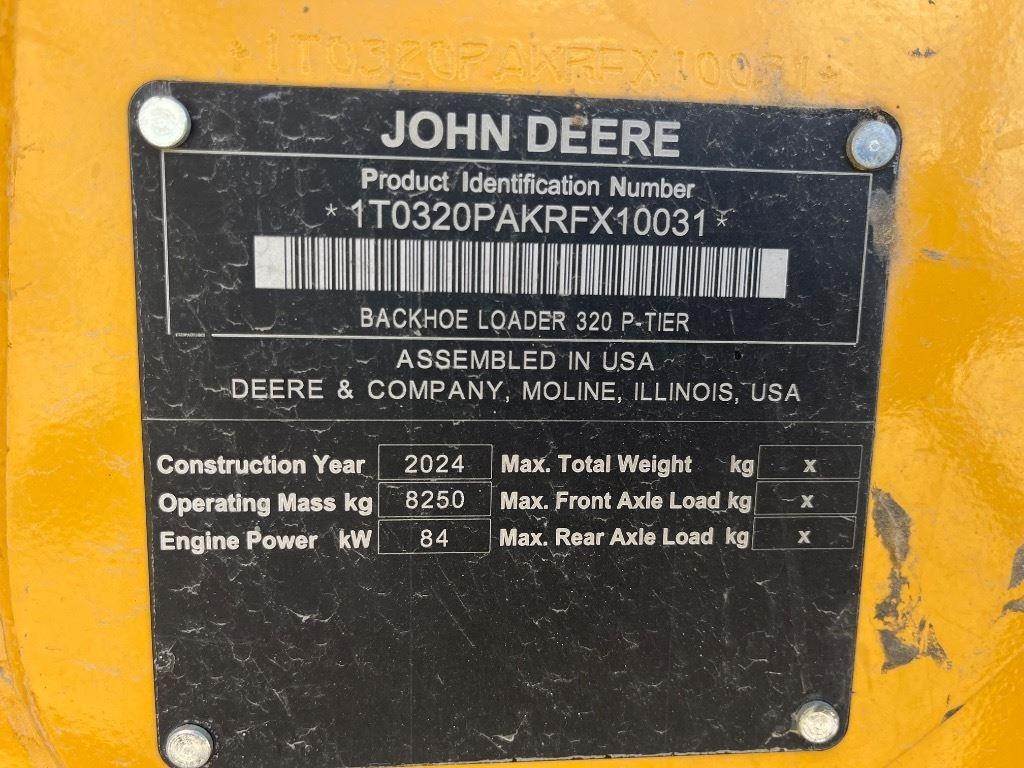 *1T0320PAKRFX10031*
JOHN DEERE
Product Identification Number
*1T0320PAKRFX10031*
BACKHOE LOADER 320 P-TIER
ASSEMBLED IN USA
DEERE & COMPANY, MOLINE, ILLINOIS, USA
Construction Year 2024 Max. Total Weight kg x
Operating Mass kg 8250 Max. Front Axle Load kg x
Engine Power kW 84 Max. Rear Axle Load kg x